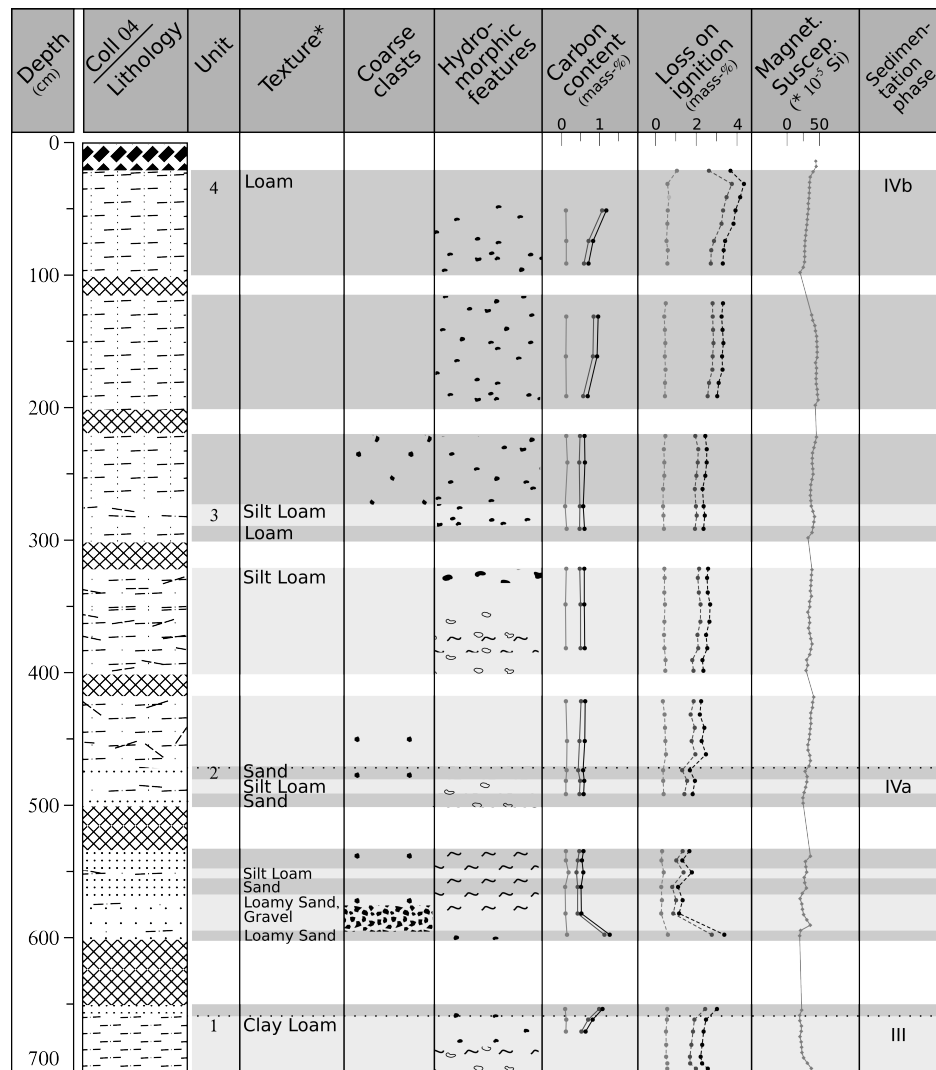 Depth
(cm)
Coll 04
Lithology
Unit
Texture*
Coarse
clasts
Hydro-
morphic
features
Carbon
content
(mass-%)
Loss on
ignition
(mass-%)
Magnet.
Suscep.
(* 10⁻⁵ Si)
Sedimen-
tation
phase
0 1
0 2 4
0 50
0
4
Loam
IVb
100
200
3
Silt Loam
Loam
300
Silt Loam
400
2
Sand
Silt Loam
IVa
Sand
500
Silt Loam
Sand
Loamy Sand,
Gravel
Loamy Sand
600
1
Clay Loam
III
700